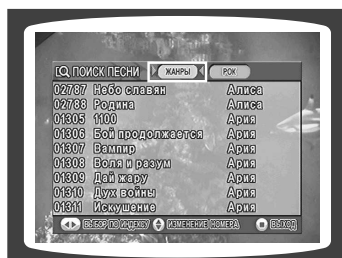 ПОИСК ПЕСНИ ЖАНРЫ РОК
02787 Небо славян Алиса
02788 Родина Алиса
01305 1100 Ария
01306 Бой продолжается Ария
01307 Вампир Ария
01308 Воля и разум Ария
01309 Дай жару Ария
01310 Дух войны Ария
01311 Искушение Ария
ВЫБОР ПО ИНДЕКСУ ИЗМЕНЕНИЕ НОМЕРА ВЫХОД